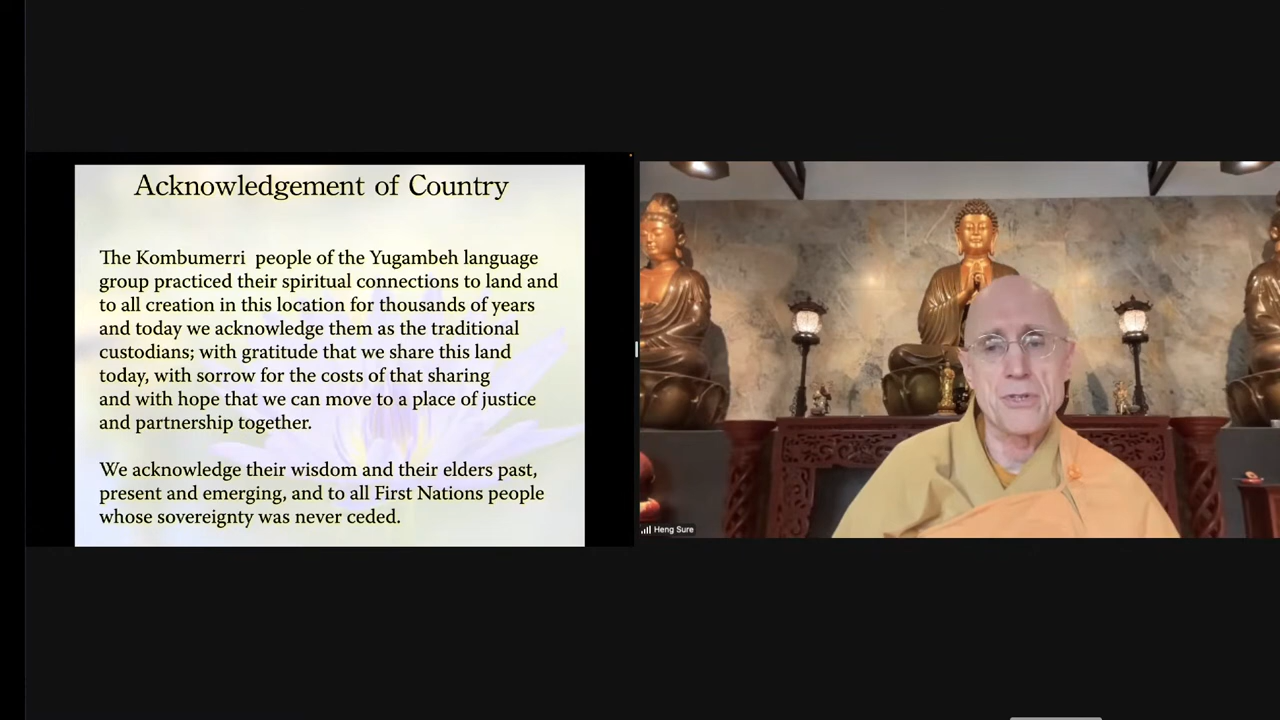 Acknowledgement of Country
The Kombumerri  people of the Yugambeh language
group practiced their spiritual connections to land and
to all creation in this location for thousands of years
and today we acknowledge them as the traditional
custodians; with gratitude that we share this land
today, with sorrow for the costs of that sharing
and with hope that we can move to a place of justice
and partnership together.
We acknowledge their wisdom and their elders past,
present and emerging, and to all First Nations people
whose sovereignty was never ceded.
Heng Sure